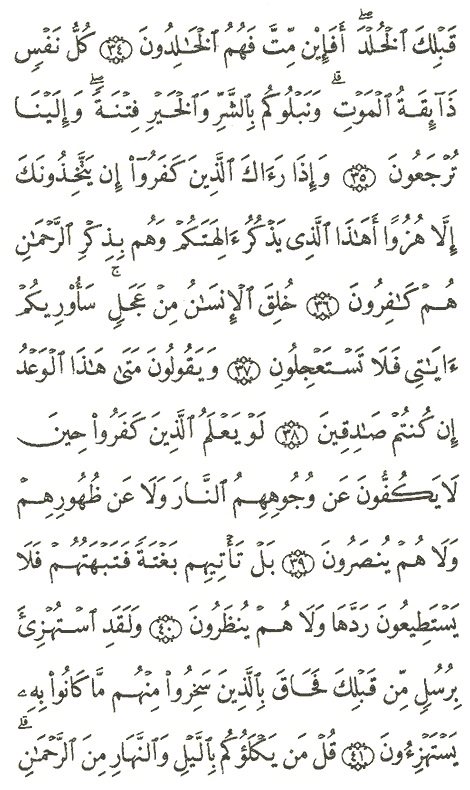 قَبْلِكَ ٱلْخُلْدَۖ أَفَإِيْن مِّتَّ فَهُمُ ٱلْخَٰلِدُونَ ﴿٣٤﴾ كُلُّ نَفْسٍ
ذَآئِقَةُ ٱلْمَوْتِۗ وَنَبْلُوكُم بِٱلشَّرِّ وَٱلْخَيْرِ فِتْنَةًۖ وَإِلَيْنَا
تُرْجَعُونَ ﴿٣٥﴾ وَإِذَا رَءَاكَ ٱلَّذِينَ كَفَرُوٓا۟ إِن يَتَّخِذُونَكَ
إِلَّا هُزُوًا أَهَٰذَا ٱلَّذِى يَذْكُرُ ءَالِهَتَكُمْ وَهُم بِذِكْرِ ٱلرَّحْمَٰنِ
هُمْ كَٰفِرُونَ ﴿٣٦﴾ خُلِقَ ٱلْإِنسَٰنُ مِنْ عَجَلٍۚ سَأُو۟رِيكُمْ
ءَايَٰتِى فَلَا تَسْتَعْجِلُونِ ﴿٣٧﴾ وَيَقُولُونَ مَتَىٰ هَٰذَا ٱلْوَعْدُ
إِن كُنتُمْ صَٰدِقِينَ ﴿٣٨﴾ لَوْ يَعْلَمُ ٱلَّذِينَ كَفَرُوا۟ حِينَ
لَا يَكُفُّونَ عَن وُجُوهِهِمُ ٱلنَّارَ وَلَا عَن ظُهُورِهِمْ
وَلَا هُمْ يُنصَرُونَ ﴿٣٩﴾ بَلْ تَأْتِيهِم بَغْتَةً فَتَبْهَتُهُمْ فَلَا
يَسْتَطِيعُونَ رَدَّهَا وَلَا هُمْ يُنظَرُونَ ﴿٤٠﴾ وَلَقَدِ ٱسْتُهْزِئَ
بِرُسُلٍ مِّن قَبْلِكَ فَحَاقَ بِٱلَّذِينَ سَخِرُوا۟ مِنْهُم مَّا كَانُوا۟ بِهِۦ
يَسْتَهْزِءُونَ ﴿٤١﴾ قُلْ مَن يَكْلَؤُكُم بِٱلَّيْلِ وَٱلنَّهَارِ مِنَ ٱلرَّحْمَٰنِۗ